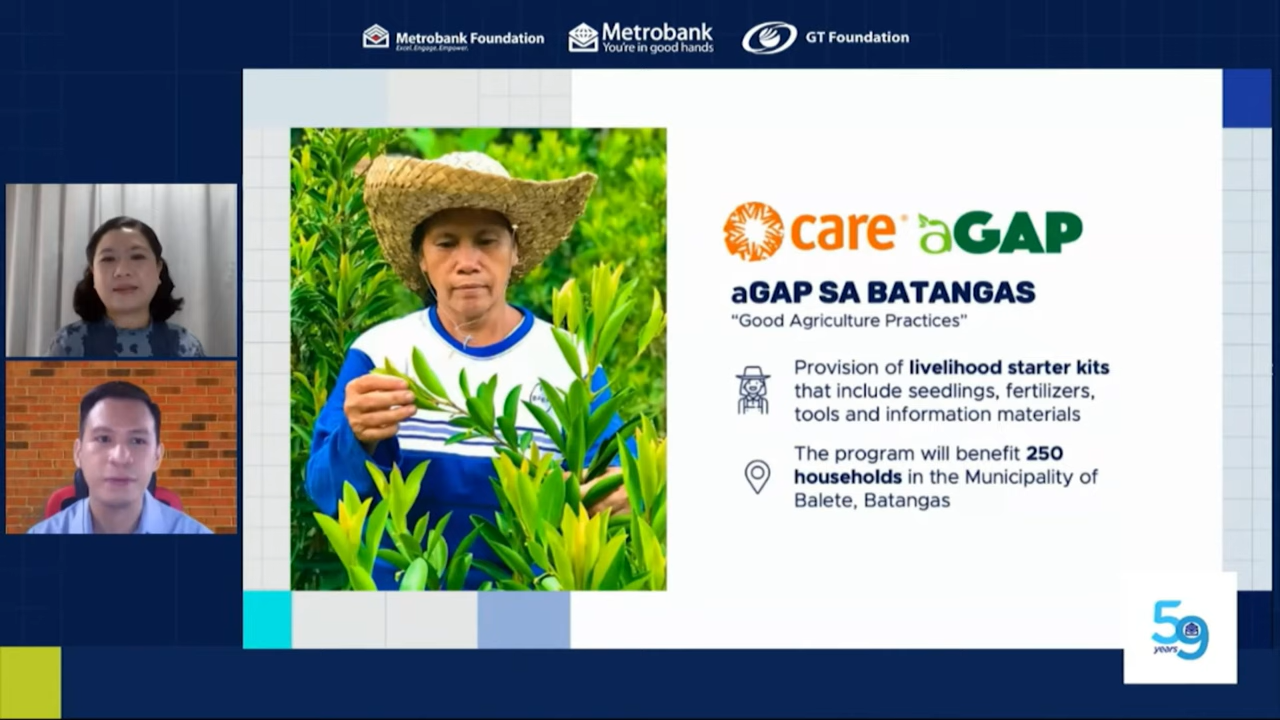 Metrobank Foundation
Excel. Engage. Empower.
Metrobank
You're in good hands
GT Foundation
care® aGAP
aGAP SA BATANGAS
“Good Agriculture Practices”
Provision of livelihood starter kits
that include seedlings, fertilizers,
tools and information materials
The program will benefit 250
households in the Municipality of
Balete, Batangas
59
years